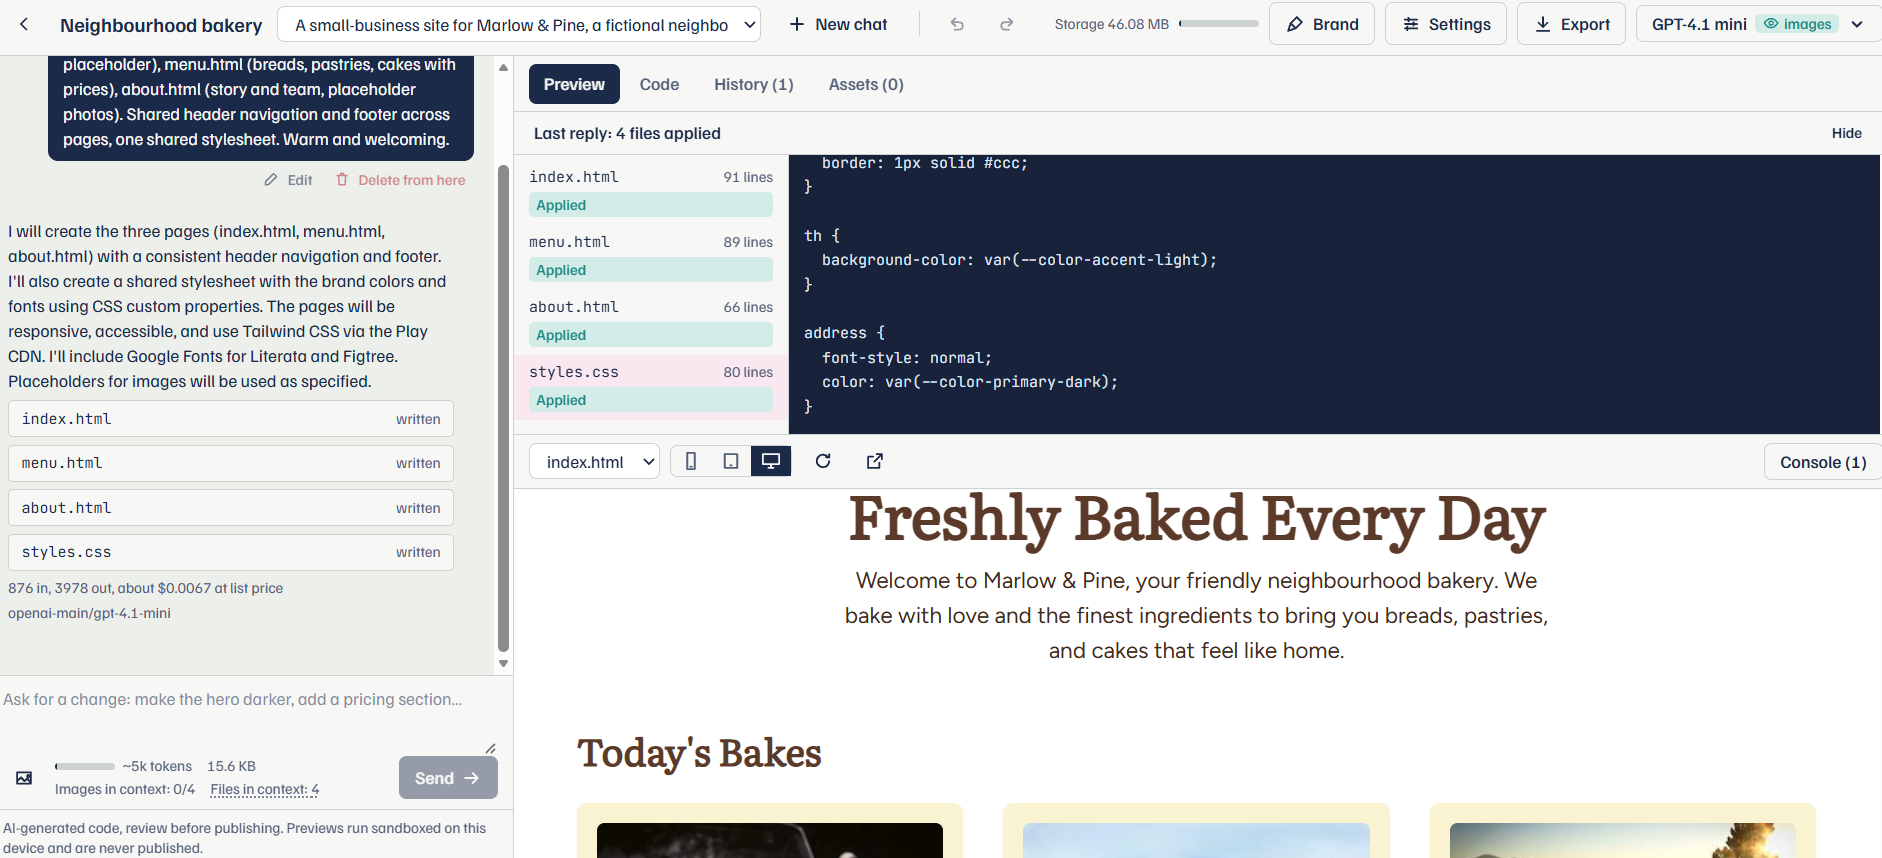 Neighbourhood bakery
A small-business site for Marlow & Pine, a fictional neighbo
New chat
Storage 46.08 MB
Brand
Settings
Export
GPT-4.1 mini
images
placeholder), menu.html (breads, pastries, cakes with
prices), about.html (story and team, placeholder
photos). Shared header navigation and footer across
pages, one shared stylesheet. Warm and welcoming.
Edit
Delete from here
I will create the three pages (index.html, menu.html,
about.html) with a consistent header navigation and footer.
I'll also create a shared stylesheet with the brand colors and
fonts using CSS custom properties. The pages will be
responsive, accessible, and use Tailwind CSS via the Play
CDN. I'll include Google Fonts for Literata and Figtree.
Placeholders for images will be used as specified.
index.html written
menu.html written
about.html written
styles.css written
876 in, 3978 out, about $0.0067 at list price
openai-main/gpt-4.1-mini
Ask for a change: make the hero darker, add a pricing section...
~5k tokens 15.6 KB
Images in context: 0/4 Files in context: 4
Send
AI-generated code, review before publishing. Previews run sandboxed on this
device and are never published.
Preview
Code
History (1)
Assets (0)
Last reply: 4 files applied
Hide
index.html 91 lines
Applied
menu.html 89 lines
Applied
about.html 66 lines
Applied
styles.css 80 lines
Applied
border: 1px solid #ccc;
}
th {
background-color: var(--color-accent-light);
}
address {
font-style: normal;
color: var(--color-primary-dark);
}
index.html
Console (1)
Freshly Baked Every Day
Welcome to Marlow & Pine, your friendly neighbourhood bakery. We
bake with love and the finest ingredients to bring you breads, pastries,
and cakes that feel like home.
Today's Bakes